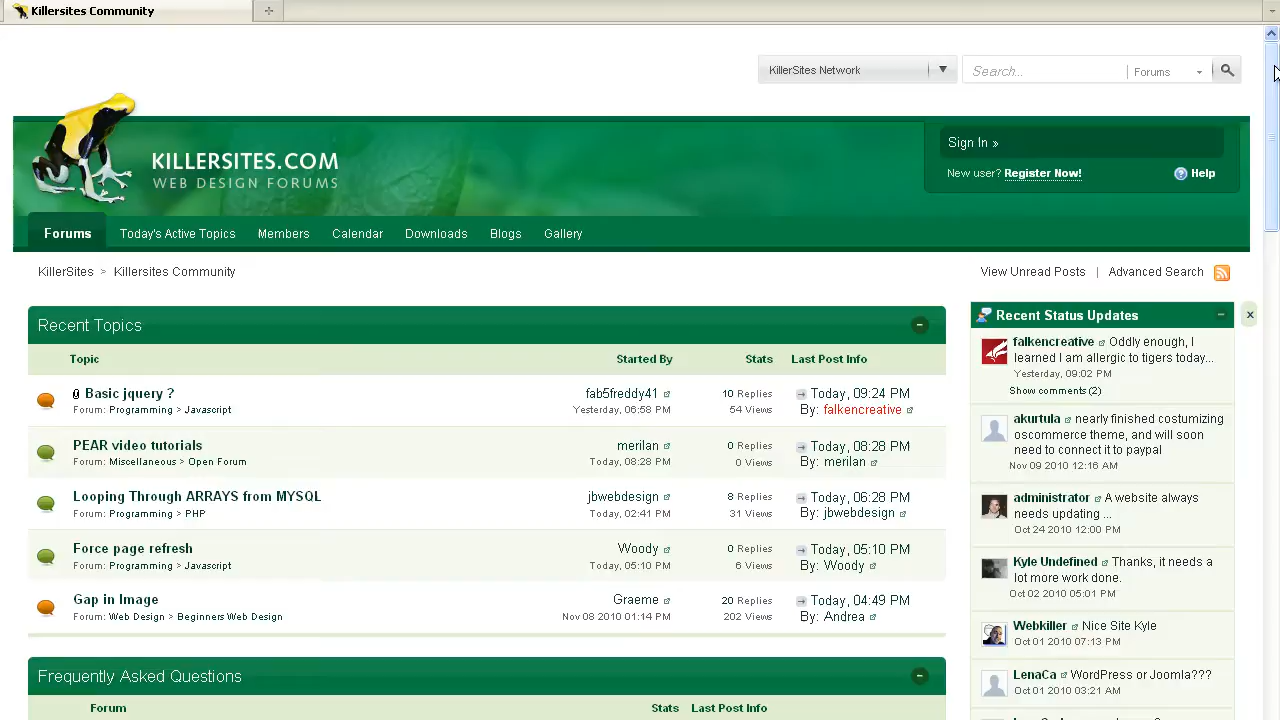 Killersites Community
KillerSites Network
Search...
Forums
KILLERSITES.COM
WEB DESIGN FORUMS
Sign In »
New user? Register Now!
Help
Forums Today's Active Topics Members Calendar Downloads Blogs Gallery
KillerSites > Killersites Community
View Unread Posts | Advanced Search
Recent Topics
Topic Started By Stats Last Post Info
Basic jquery ? fab5freddy41 10 Replies Today, 09:24 PM
Forum: Programming > Javascript Yesterday, 06:58 PM 54 Views By: falkencreative
PEAR video tutorials merilan 0 Replies Today, 08:28 PM
Forum: Miscellaneous > Open Forum Today, 08:28 PM 0 Views By: merilan
Looping Through ARRAYS from MYSQL jbwebdesign 8 Replies Today, 06:28 PM
Forum: Programming > PHP Today, 02:41 PM 31 Views By: jbwebdesign
Force page refresh Woody 0 Replies Today, 05:10 PM
Forum: Programming > Javascript Today, 05:10 PM 6 Views By: Woody
Gap in Image Graeme 20 Replies Today, 04:49 PM
Forum: Web Design > Beginners Web Design Nov 08 2010 01:14 PM 202 Views By: Andrea
Frequently Asked Questions
Forum Stats Last Post Info
Recent Status Updates
x
falkencreative Oddly enough, I
learned I am allergic to tigers today...
Yesterday, 09:02 PM
Show comments (2)
akurtula nearly finished costumizing
oscommerce theme, and will soon
need to connect it to paypal
Nov 09 2010 12:16 AM
administrator A website always
needs updating ...
Oct 24 2010 12:00 PM
Kyle Undefined Thanks, it needs a
lot more work done.
Oct 02 2010 05:01 PM
Webkiller Nice Site Kyle
Oct 01 2010 07:13 PM
LenaCa WordPress or Joomla???
Oct 01 2010 03:21 AM